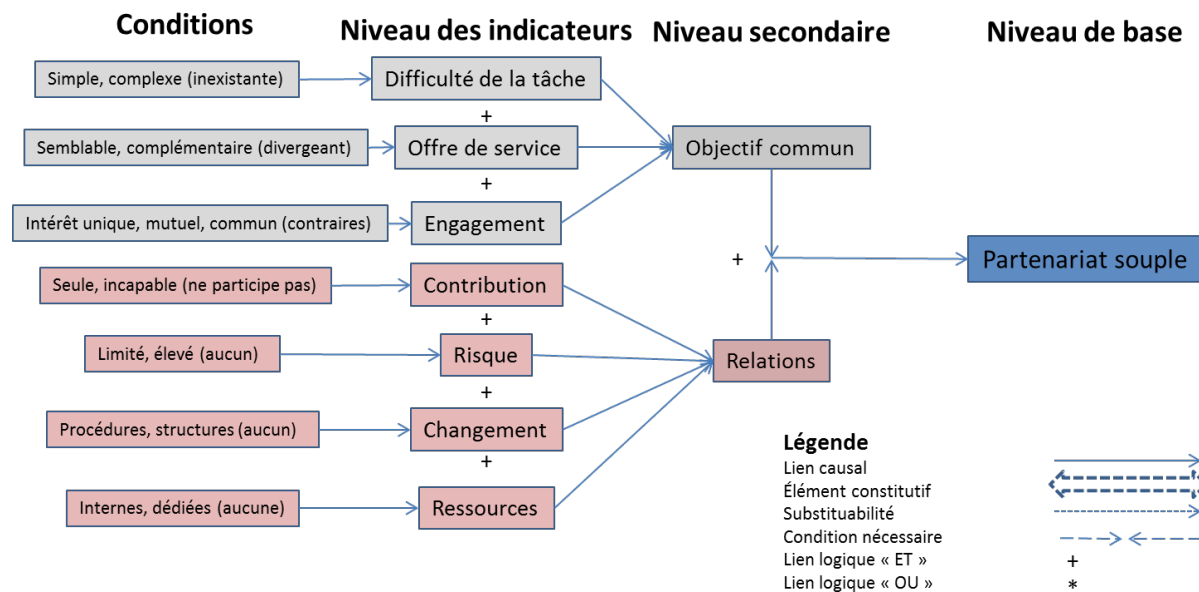 Conditions
Niveau des indicateurs
Niveau secondaire
Niveau de base
Simple, complexe (inexistante)
Difficulté de la tâche
+
Semblable, complémentaire (divergeant)
Offre de service
Objectif commun
+
Intérêt unique, mutuel, commun (contraires)
Engagement
+
Partenariat souple
Seule, incapable (ne participe pas)
Contribution
+
Limité, élevé (aucun)
Risque
Relations
+
Procédures, structures (aucun)
Changement
+
Internes, dédiées (aucune)
Ressources
Légende
Lien causal
Élément constitutif
Substituabilité
Condition nécessaire
Lien logique « ET » +
Lien logique « OU » *